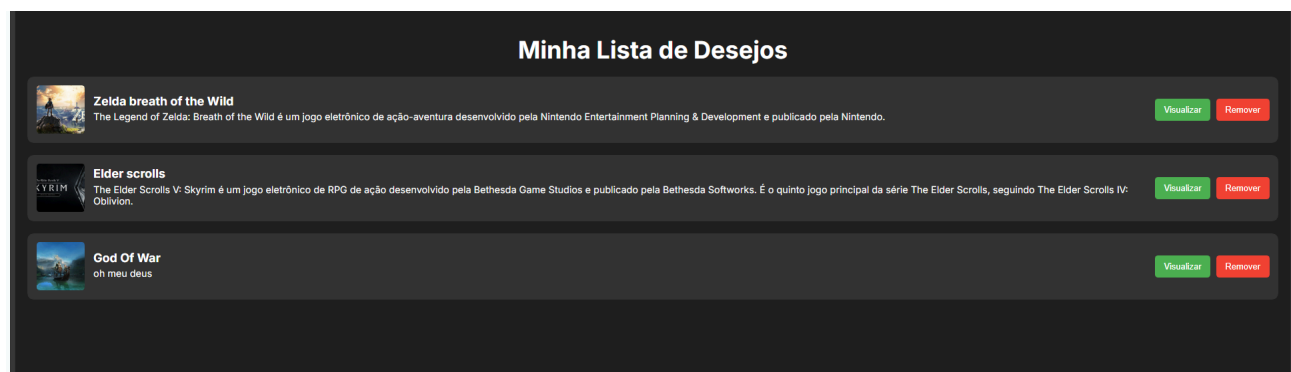 Minha Lista de Desejos
Zelda breath of the Wild
The Legend of Zelda: Breath of the Wild é um jogo eletrônico de ação-aventura desenvolvido pela Nintendo Entertainment Planning & Development e publicado pela Nintendo.
Visualizar Remover
KYRIM
Elder scrolls
The Elder Scrolls V: Skyrim é um jogo eletrônico de RPG de ação desenvolvido pela Bethesda Game Studios e publicado pela Bethesda Softworks. É o quinto jogo principal da série The Elder Scrolls, seguindo The Elder Scrolls IV:
Oblivion.
Visualizar Remover
God Of War
oh meu deus
Visualizar Remover